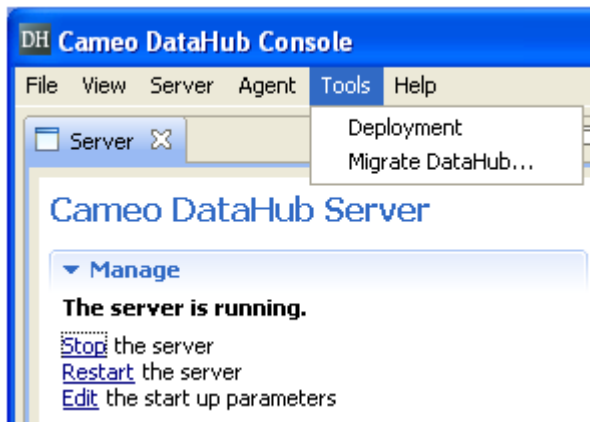 DH Cameo DataHub Console
File View Server Agent Tools Help
Server
Deployment
Migrate DataHub...
Cameo DataHub Server
Manage
The server is running.
Stop the server
Restart the server
Edit the start up parameters